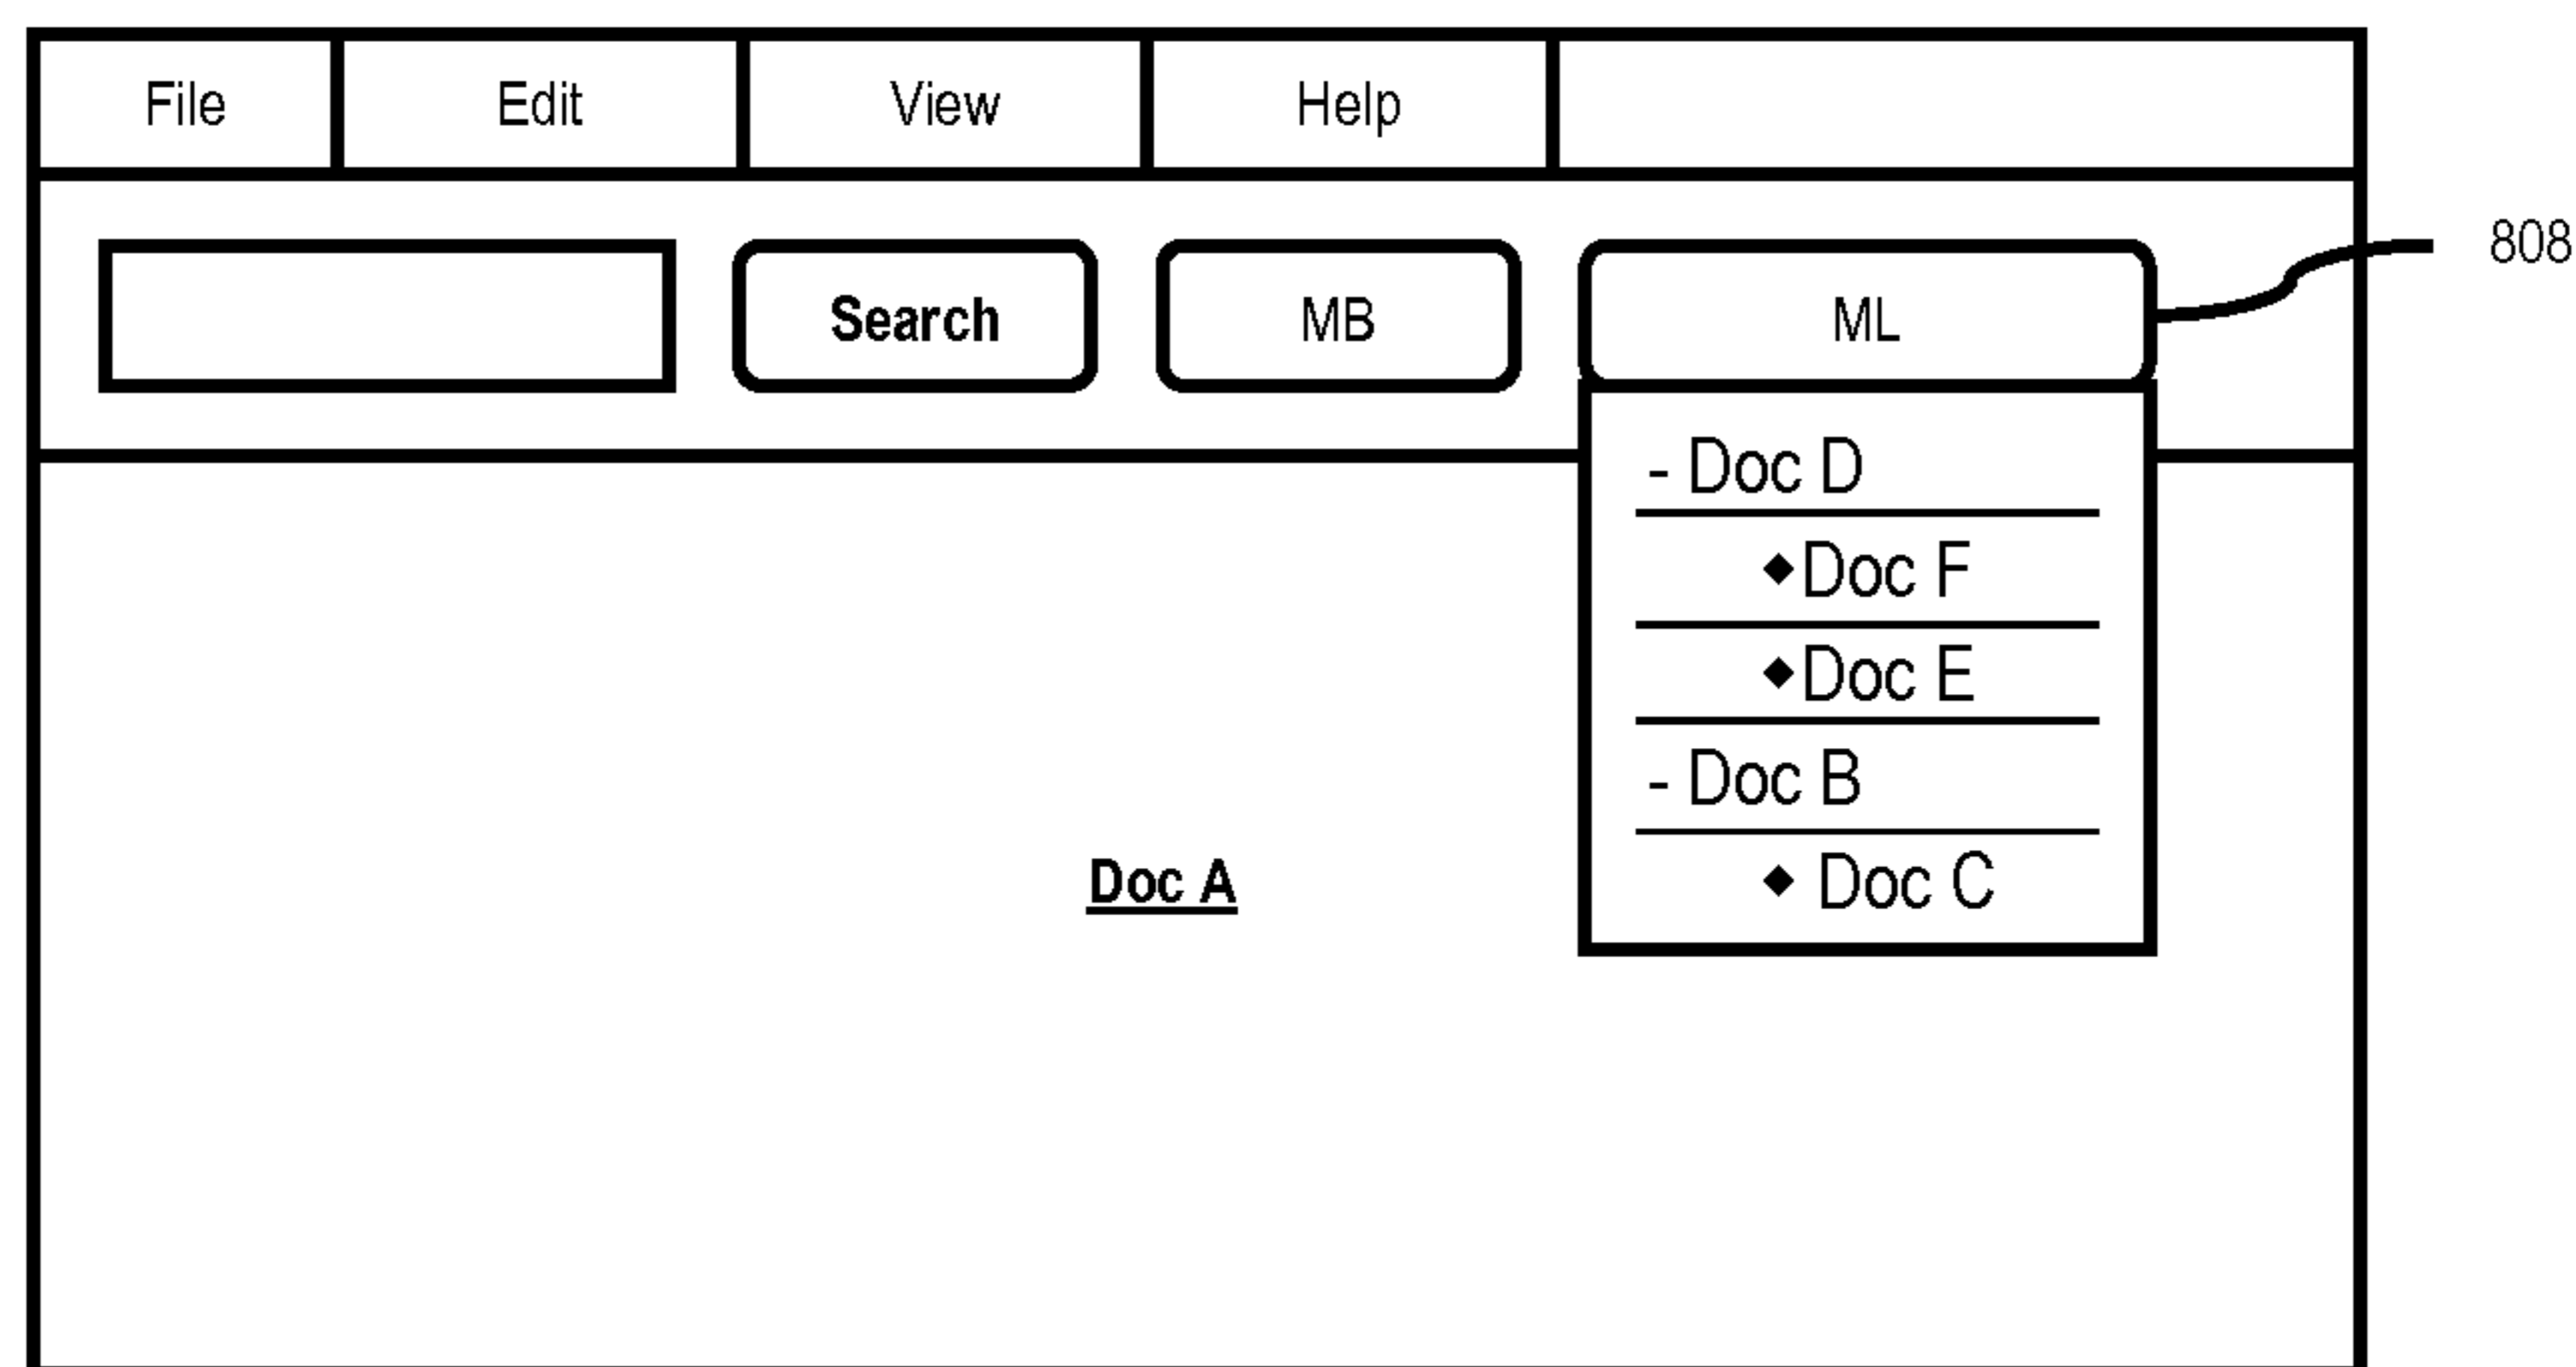 File Edit View Help
808
Search MB ML
- Doc D
◆Doc F
◆Doc E
- Doc B
◆ Doc C
Doc A